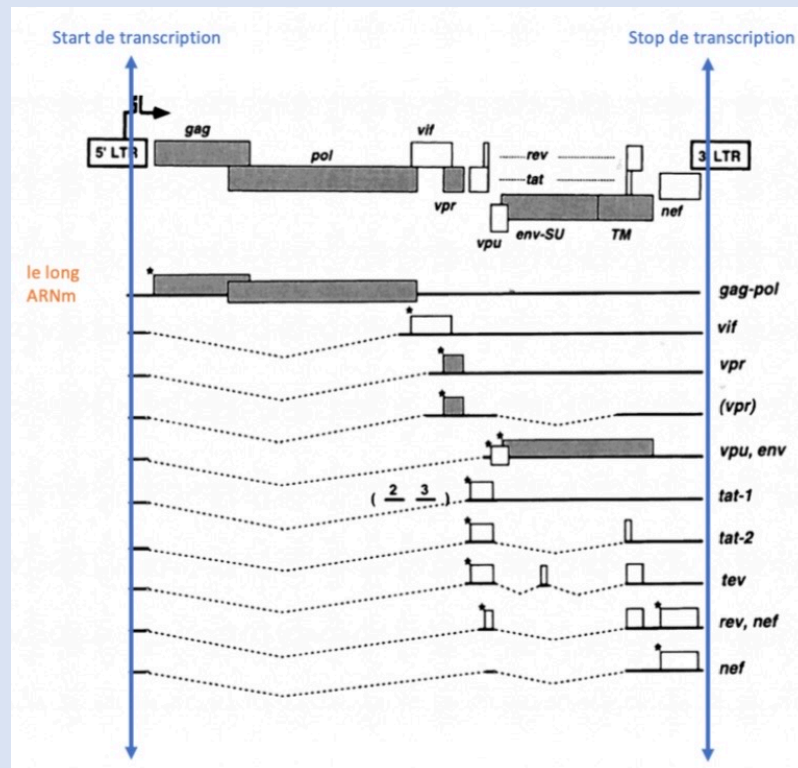 Start de transcription
Stop de transcription
gag
vif
5' LTR
pol
rev
3' LTR
tat
vpr
nef
vpu
env-SU
TM
le long
ARNm
*
gag-pol
*
vif
*
vpr
*
(vpr)
* *
vpu, env
( 2 3 )
*
tat-1
*
tat-2
*
tev
* *
rev, nef
*
nef